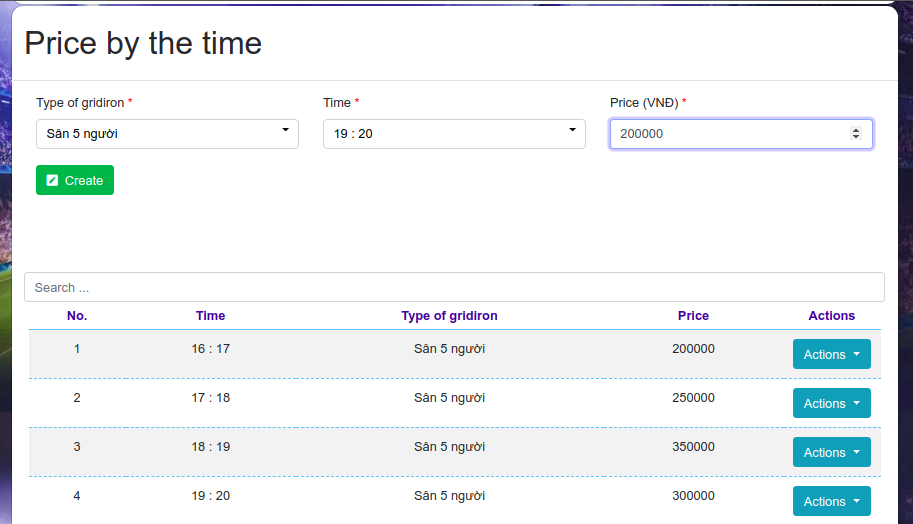 Price by the time
Type of gridiron * Time * Price (VNĐ) *
Sân 5 người 19 : 20 200000
Create
Search ...
No. Time Type of gridiron Price Actions
1 16 : 17 Sân 5 người 200000 Actions
2 17 : 18 Sân 5 người 250000 Actions
3 18 : 19 Sân 5 người 350000 Actions
4 19 : 20 Sân 5 người 300000 Actions